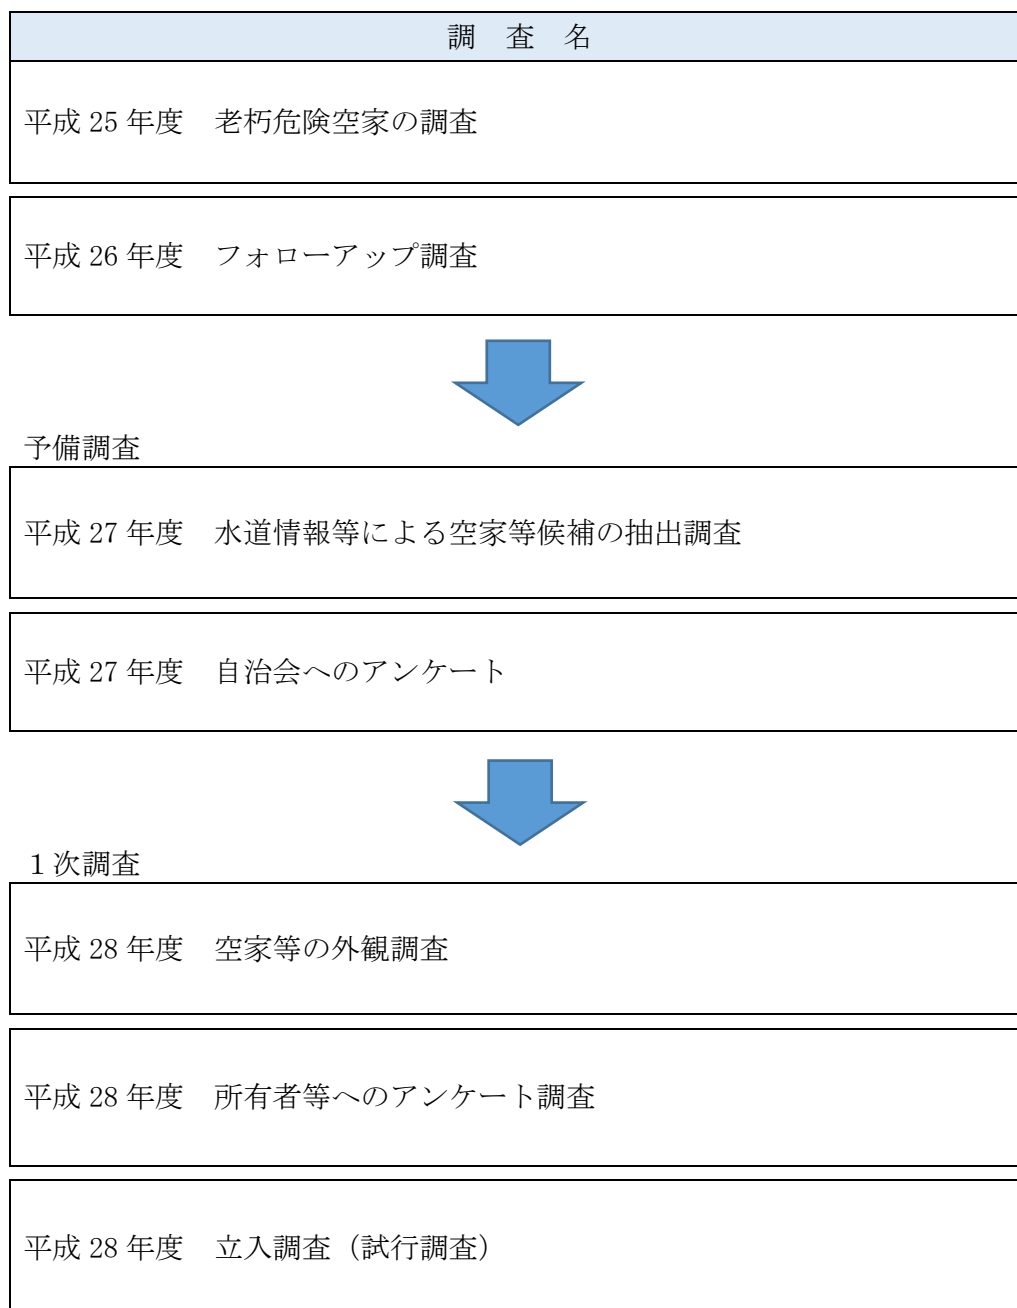 調　査　名
平成 25 年度　老朽危険空家の調査
平成 26 年度　フォローアップ調査
予備調査
平成 27 年度　水道情報等による空家等候補の抽出調査
平成 27 年度　自治会へのアンケート
１次調査
平成 28 年度　空家等の外観調査
平成 28 年度　所有者等へのアンケート調査
平成 28 年度　立入調査（試行調査）